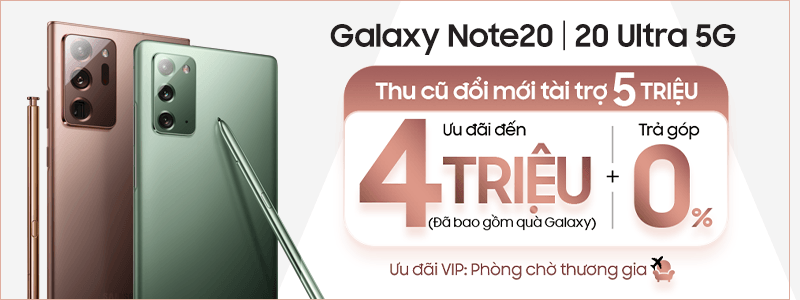 Galaxy Note20 | 20 Ultra 5G
Thu cũ đổi mới tài trợ 5 TRIỆU
Ưu đãi đến
4 TRIỆU
(Đã bao gồm quà Galaxy)
+
Trả góp
0%
Ưu đãi VIP: Phòng chờ thương gia